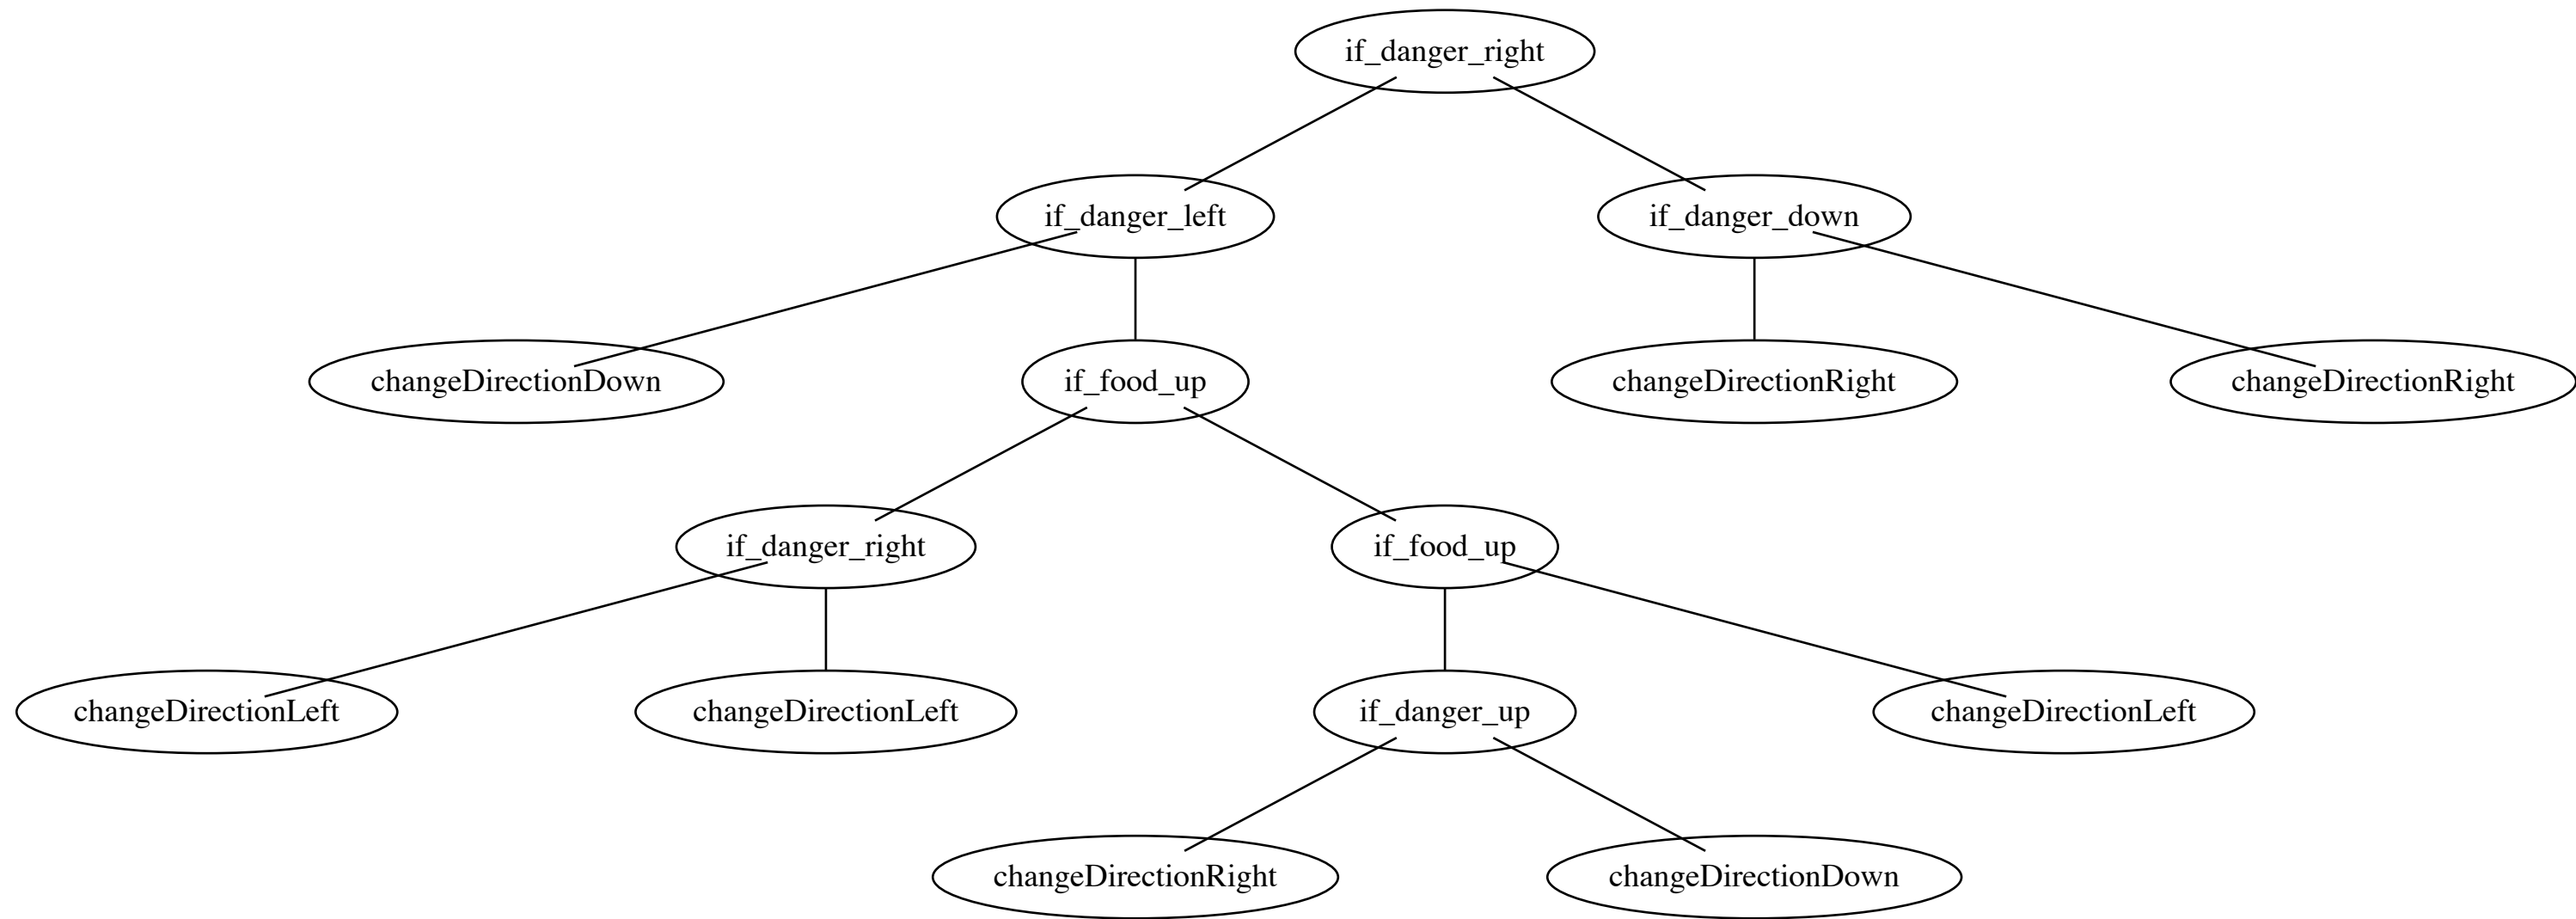 if_danger_right
if_danger_left
if_danger_down
changeDirectionDown
if_food_up
changeDirectionRight
changeDirectionRight
if_danger_right
if_food_up
changeDirectionLeft
changeDirectionLeft
if_danger_up
changeDirectionLeft
changeDirectionRight
changeDirectionDown